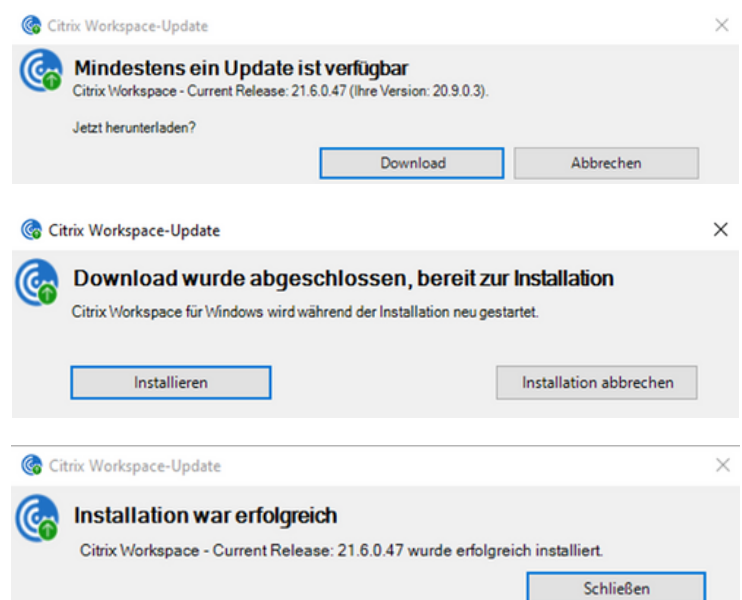 Citrix Workspace-Update
Mindestens ein Update ist verfügbar
Citrix Workspace - Current Release: 21.6.0.47 (Ihre Version: 20.9.0.3).
Jetzt herunterladen?
Download Abbrechen
Citrix Workspace-Update
Download wurde abgeschlossen, bereit zur Installation
Citrix Workspace für Windows wird während der Installation neu gestartet.
Installieren Installation abbrechen
Citrix Workspace-Update
Installation war erfolgreich
Citrix Workspace - Current Release: 21.6.0.47 wurde erfolgreich installiert.
Schließen